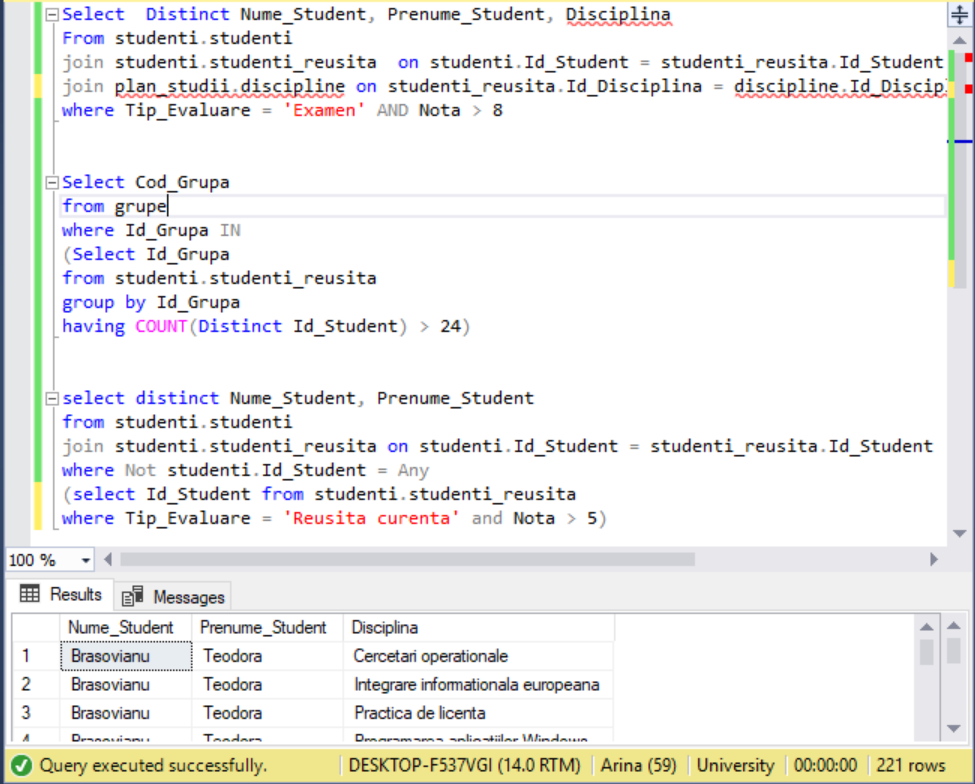 Select  Distinct Nume_Student, Prenume_Student, Disciplina
From studenti.studenti
join studenti.studenti_reusita  on studenti.Id_Student = studenti_reusita.Id_Student
join plan_studii.discipline on studenti_reusita.Id_Disciplina = discipline.Id_Discip
where Tip_Evaluare = 'Examen' AND Nota > 8
Select Cod_Grupa
from grupe
where Id_Grupa IN
(Select Id_Grupa
from studenti.studenti_reusita
group by Id_Grupa
having COUNT(Distinct Id_Student) > 24)
select distinct Nume_Student, Prenume_Student
from studenti.studenti
join studenti.studenti_reusita on studenti.Id_Student = studenti_reusita.Id_Student
where Not studenti.Id_Student = Any
(select Id_Student from studenti.studenti_reusita
where Tip_Evaluare = 'Reusita curenta' and Nota > 5)
100 %
Results Messages
Nume_Student Prenume_Student Disciplina
1 Brasovianu Teodora Cercetari operationale
2 Brasovianu Teodora Integrare informationala europeana
3 Brasovianu Teodora Practica de licenta
4 Brasovianu Teodora Programarea aplicatiilor Windows
Query executed successfully. DESKTOP-F537VGI (14.0 RTM) Arina (59) University 00:00:00 221 rows